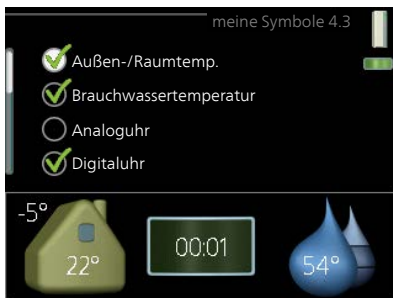 meine Symbole 4.3
Außen-/Raumtemp.
Brauchwassertemperatur
Analoguhr
Digitaluhr
-5°
22°
00:01
54°